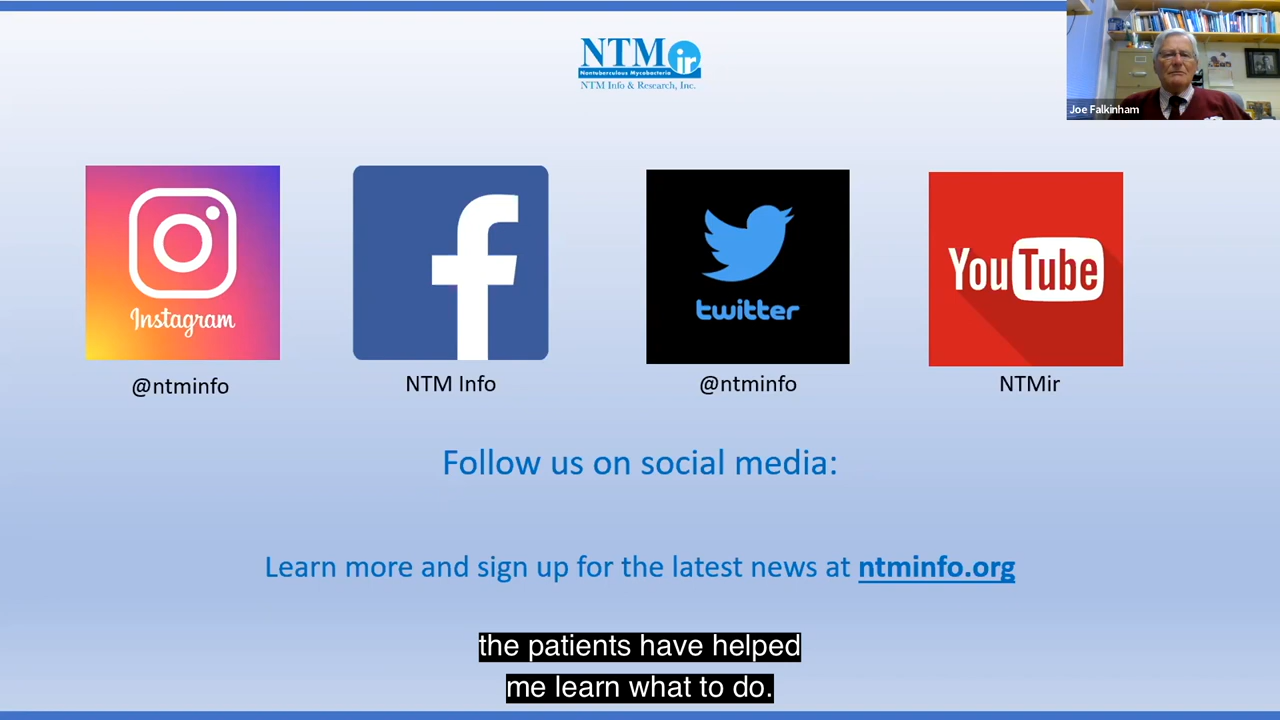 NTMir
Nontuberculous Mycobacteria
NTM Info & Research, Inc.
Joe Falkinham
Instagram
twitter
YouTube
@ntminfo
NTM Info
@ntminfo
NTMir
Follow us on social media:
Learn more and sign up for the latest news at ntminfo.org
the patients have helped
me learn what to do.